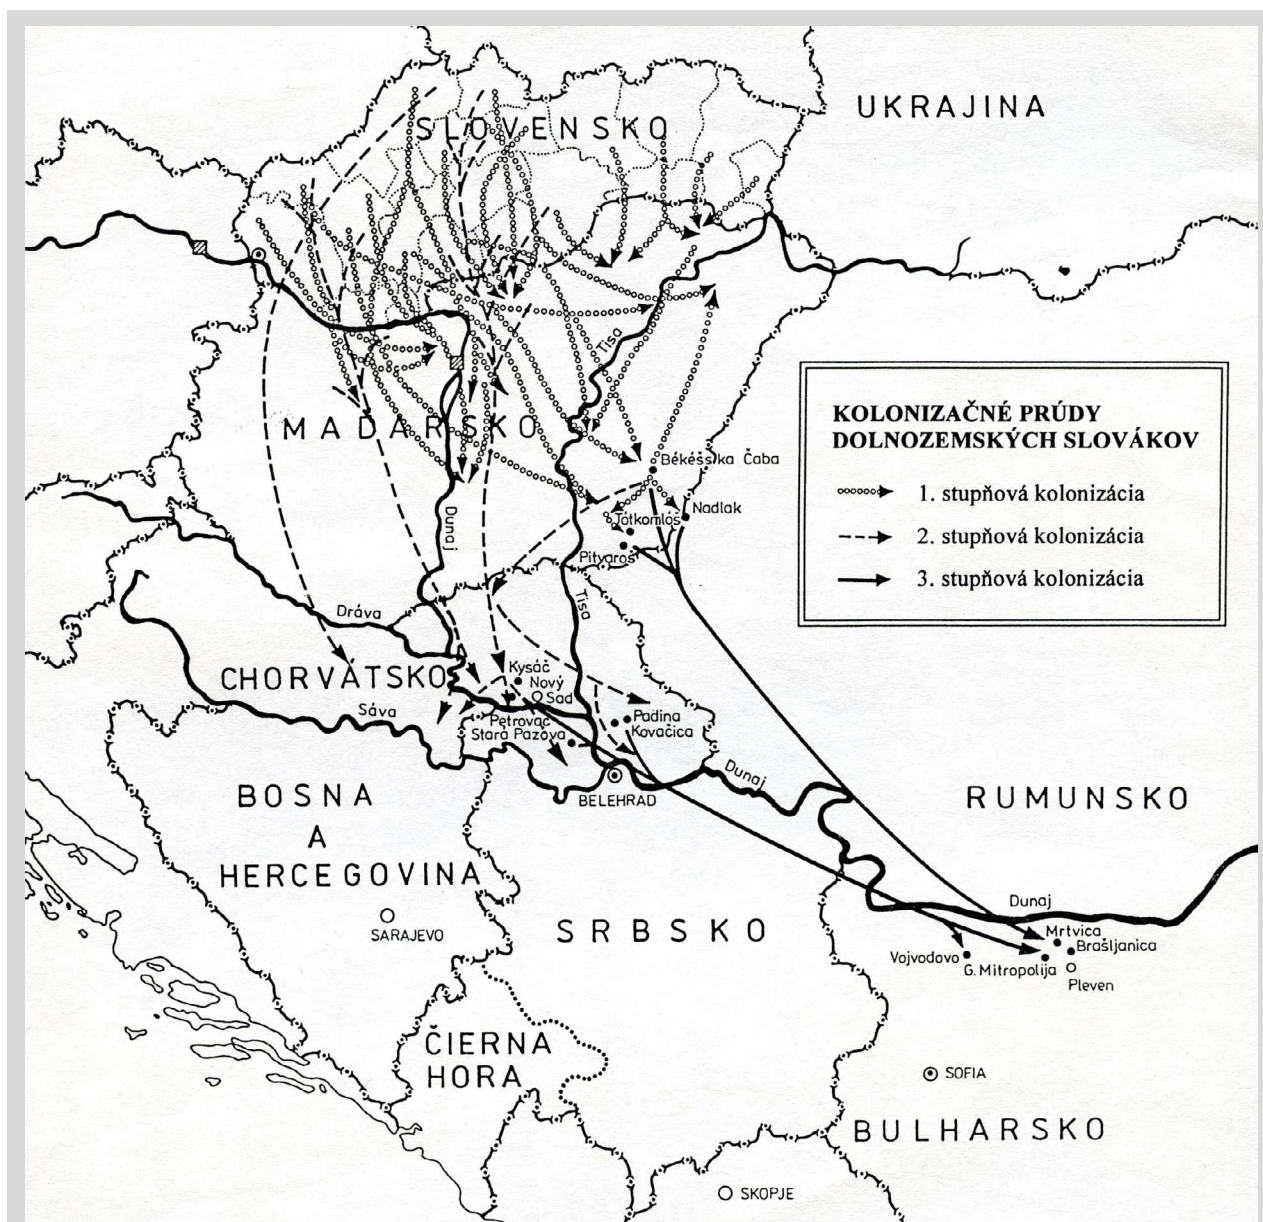 SLOVENSKO
UKRAJINA
Tisa
KOLONIZAČNÉ PRÚDY
DOLNOZEMSKÝCH SLOVÁKOV
1. stupňová kolonizácia
2. stupňová kolonizácia
3. stupňová kolonizácia
MAĎARSKO
Békéšska Čaba
Dunaj
Nadlak
Tótkomlóš
Pitvaroš
Tisa
Dráva
CHORVÁTSKO
Kysáč
Nový
Sad
Sáva
Petrovac
Stará Pazova
Padina
Kovačica
Dunaj
BELEHRAD
BOSNA
A
HERCEGOVINA
RUMUNSKO
SARAJEVO
SRBSKO
Dunaj
Mrtvica
Brašljanica
Vojvodovo
G. Mitropolija
Pleven
ČIERNA
HORA
SOFIA
BULHARSKO
SKOPJE